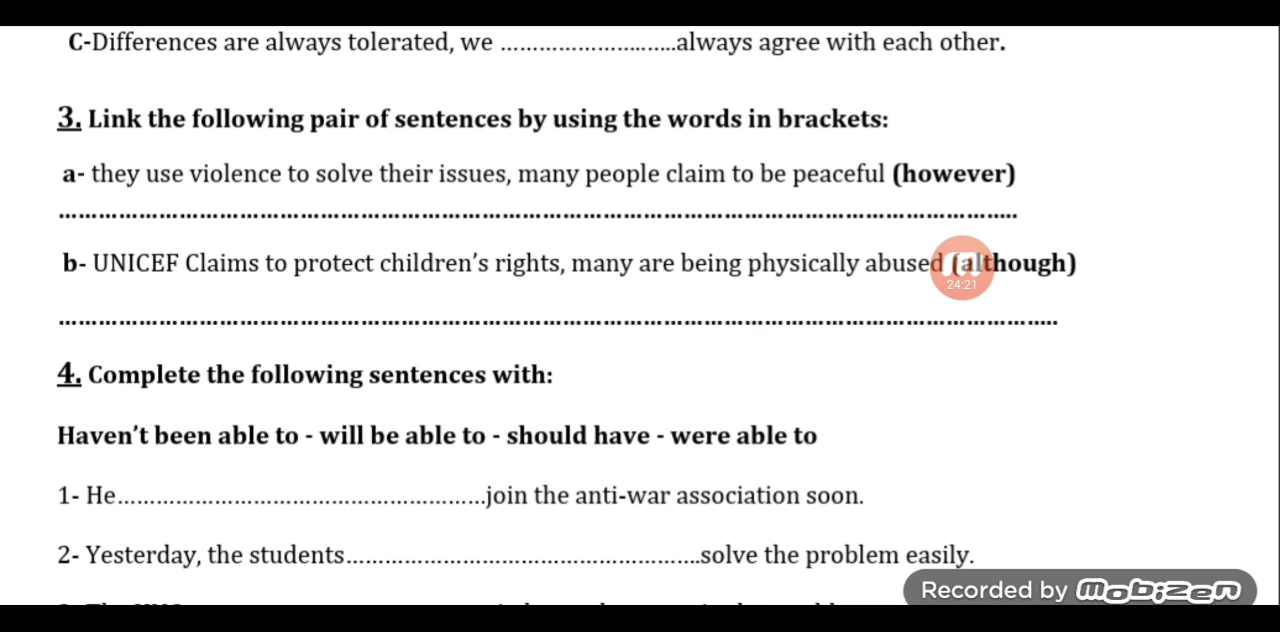 C-Differences are always tolerated, we ...........................always agree with each other.
3. Link the following pair of sentences by using the words in brackets:
a- they use violence to solve their issues, many people claim to be peaceful (however)
b- UNICEF Claims to protect children's rights, many are being physically abused (although)
24:21
4. Complete the following sentences with:
Haven't been able to - will be able to - should have - were able to
1- He.........................................................join the anti-war association soon.
2- Yesterday, the students.......................................................solve the problem easily.
Recorded by mobizen